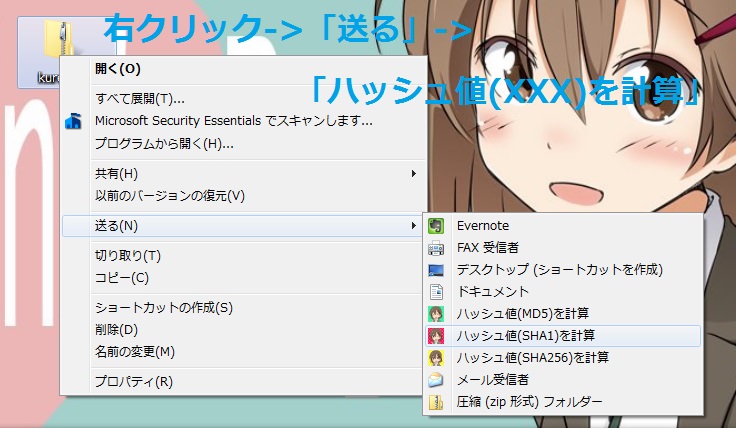 右クリック->「送る」->
「ハッシュ値(XXX)を計算」
開く(O)
すべて展開(T)...
Microsoft Security Essentials でスキャンします...
プログラムから開く(H)...
共有(H)
以前のバージョンの復元(V)
送る(N)
切り取り(T)
コピー(C)
ショートカットの作成(S)
削除(D)
名前の変更(M)
プロパティ(R)
Evernote
FAX 受信者
デスクトップ (ショートカットを作成)
ドキュメント
ハッシュ値(MD5)を計算
ハッシュ値(SHA1)を計算
ハッシュ値(SHA256)を計算
メール受信者
圧縮 (zip 形式) フォルダー